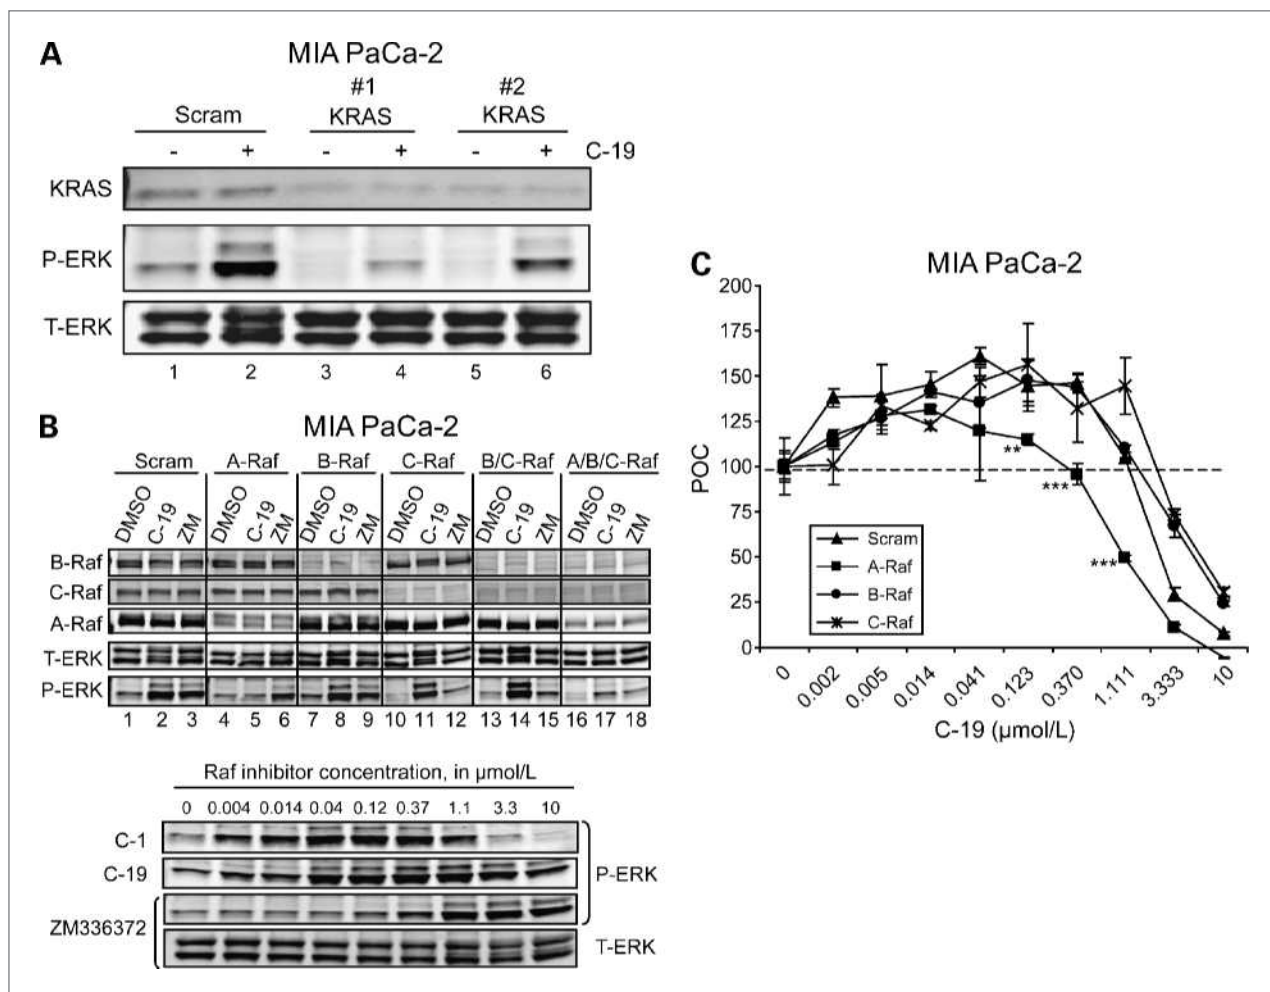 A
MIA PaCa-2
Scram #1 KRAS #2 KRAS
- + - + - + C-19
KRAS
P-ERK
T-ERK
1 2 3 4 5 6
B
MIA PaCa-2
Scram A-Raf B-Raf C-Raf B/C-Raf A/B/C-Raf
DMSO C-19 ZM DMSO C-19 ZM DMSO C-19 ZM DMSO C-19 ZM DMSO C-19 ZM DMSO C-19 ZM
B-Raf
C-Raf
A-Raf
T-ERK
P-ERK
1 2 3 4 5 6 7 8 9 10 11 12 13 14 15 16 17 18
Raf inhibitor concentration, in µmol/L
0 0.004 0.014 0.04 0.12 0.37 1.1 3.3 10
C-1
C-19
P-ERK
ZM336372
T-ERK
C
MIA PaCa-2
200
175
150
125
100
75
50
25
0
POC
**
***
***
Scram
A-Raf
B-Raf
C-Raf
0 0.002 0.005 0.014 0.041 0.123 0.370 1.111 3.333 10
C-19 (µmol/L)